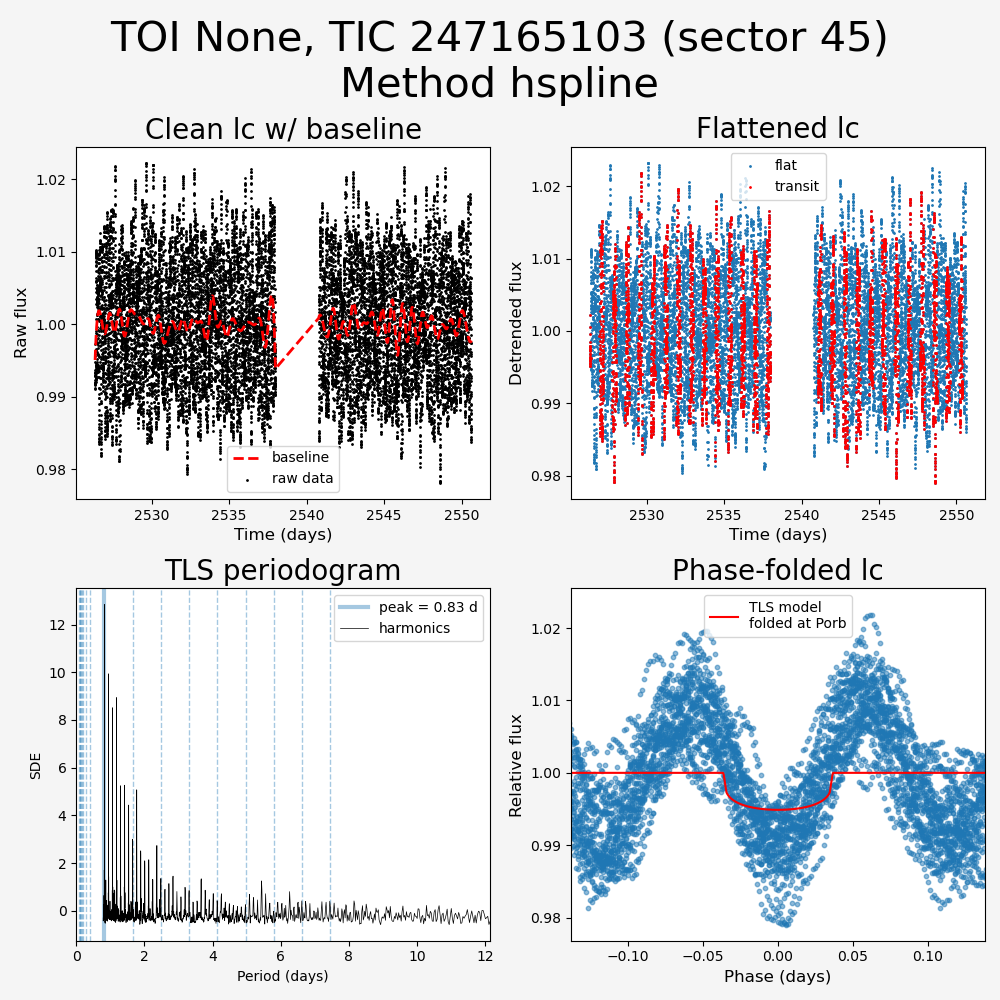 TOI None, TIC 247165103 (sector 45)
Method hspline
Clean lc w/ baseline
Raw flux
1.02
1.01
1.00
0.99
0.98
baseline
raw data
2530 2535 2540 2545 2550
Time (days)
Flattened lc
Detrended flux
1.02
1.01
1.00
0.99
0.98
flat
transit
2530 2535 2540 2545 2550
Time (days)
TLS periodogram
SDE
12
10
8
6
4
2
0
peak = 0.83 d
harmonics
0 2 4 6 8 10 12
Period (days)
Phase-folded lc
Relative flux
1.02
1.01
1.00
0.99
0.98
TLS model
folded at Porb
−0.10 −0.05 0.00 0.05 0.10
Phase (days)